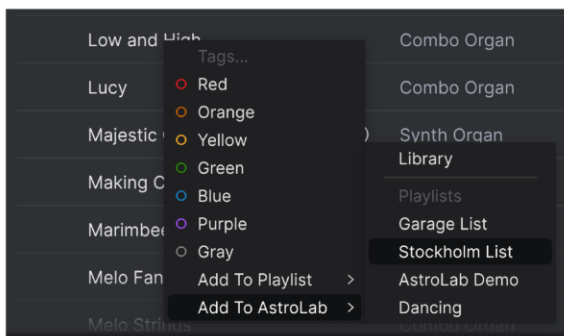 Low and High
Combo Organ
Tags...
Red
Lucy
Combo Organ
Orange
Majestic
)
Synth Organ
Yellow
Green
Library
Making
Blue
Playlists
Purple
Garage List
Gray
Stockholm List
Melo
Add To Playlist >
AstroLab Demo
Add To AstroLab >
Dancing
Melo Strings
Combo Organ